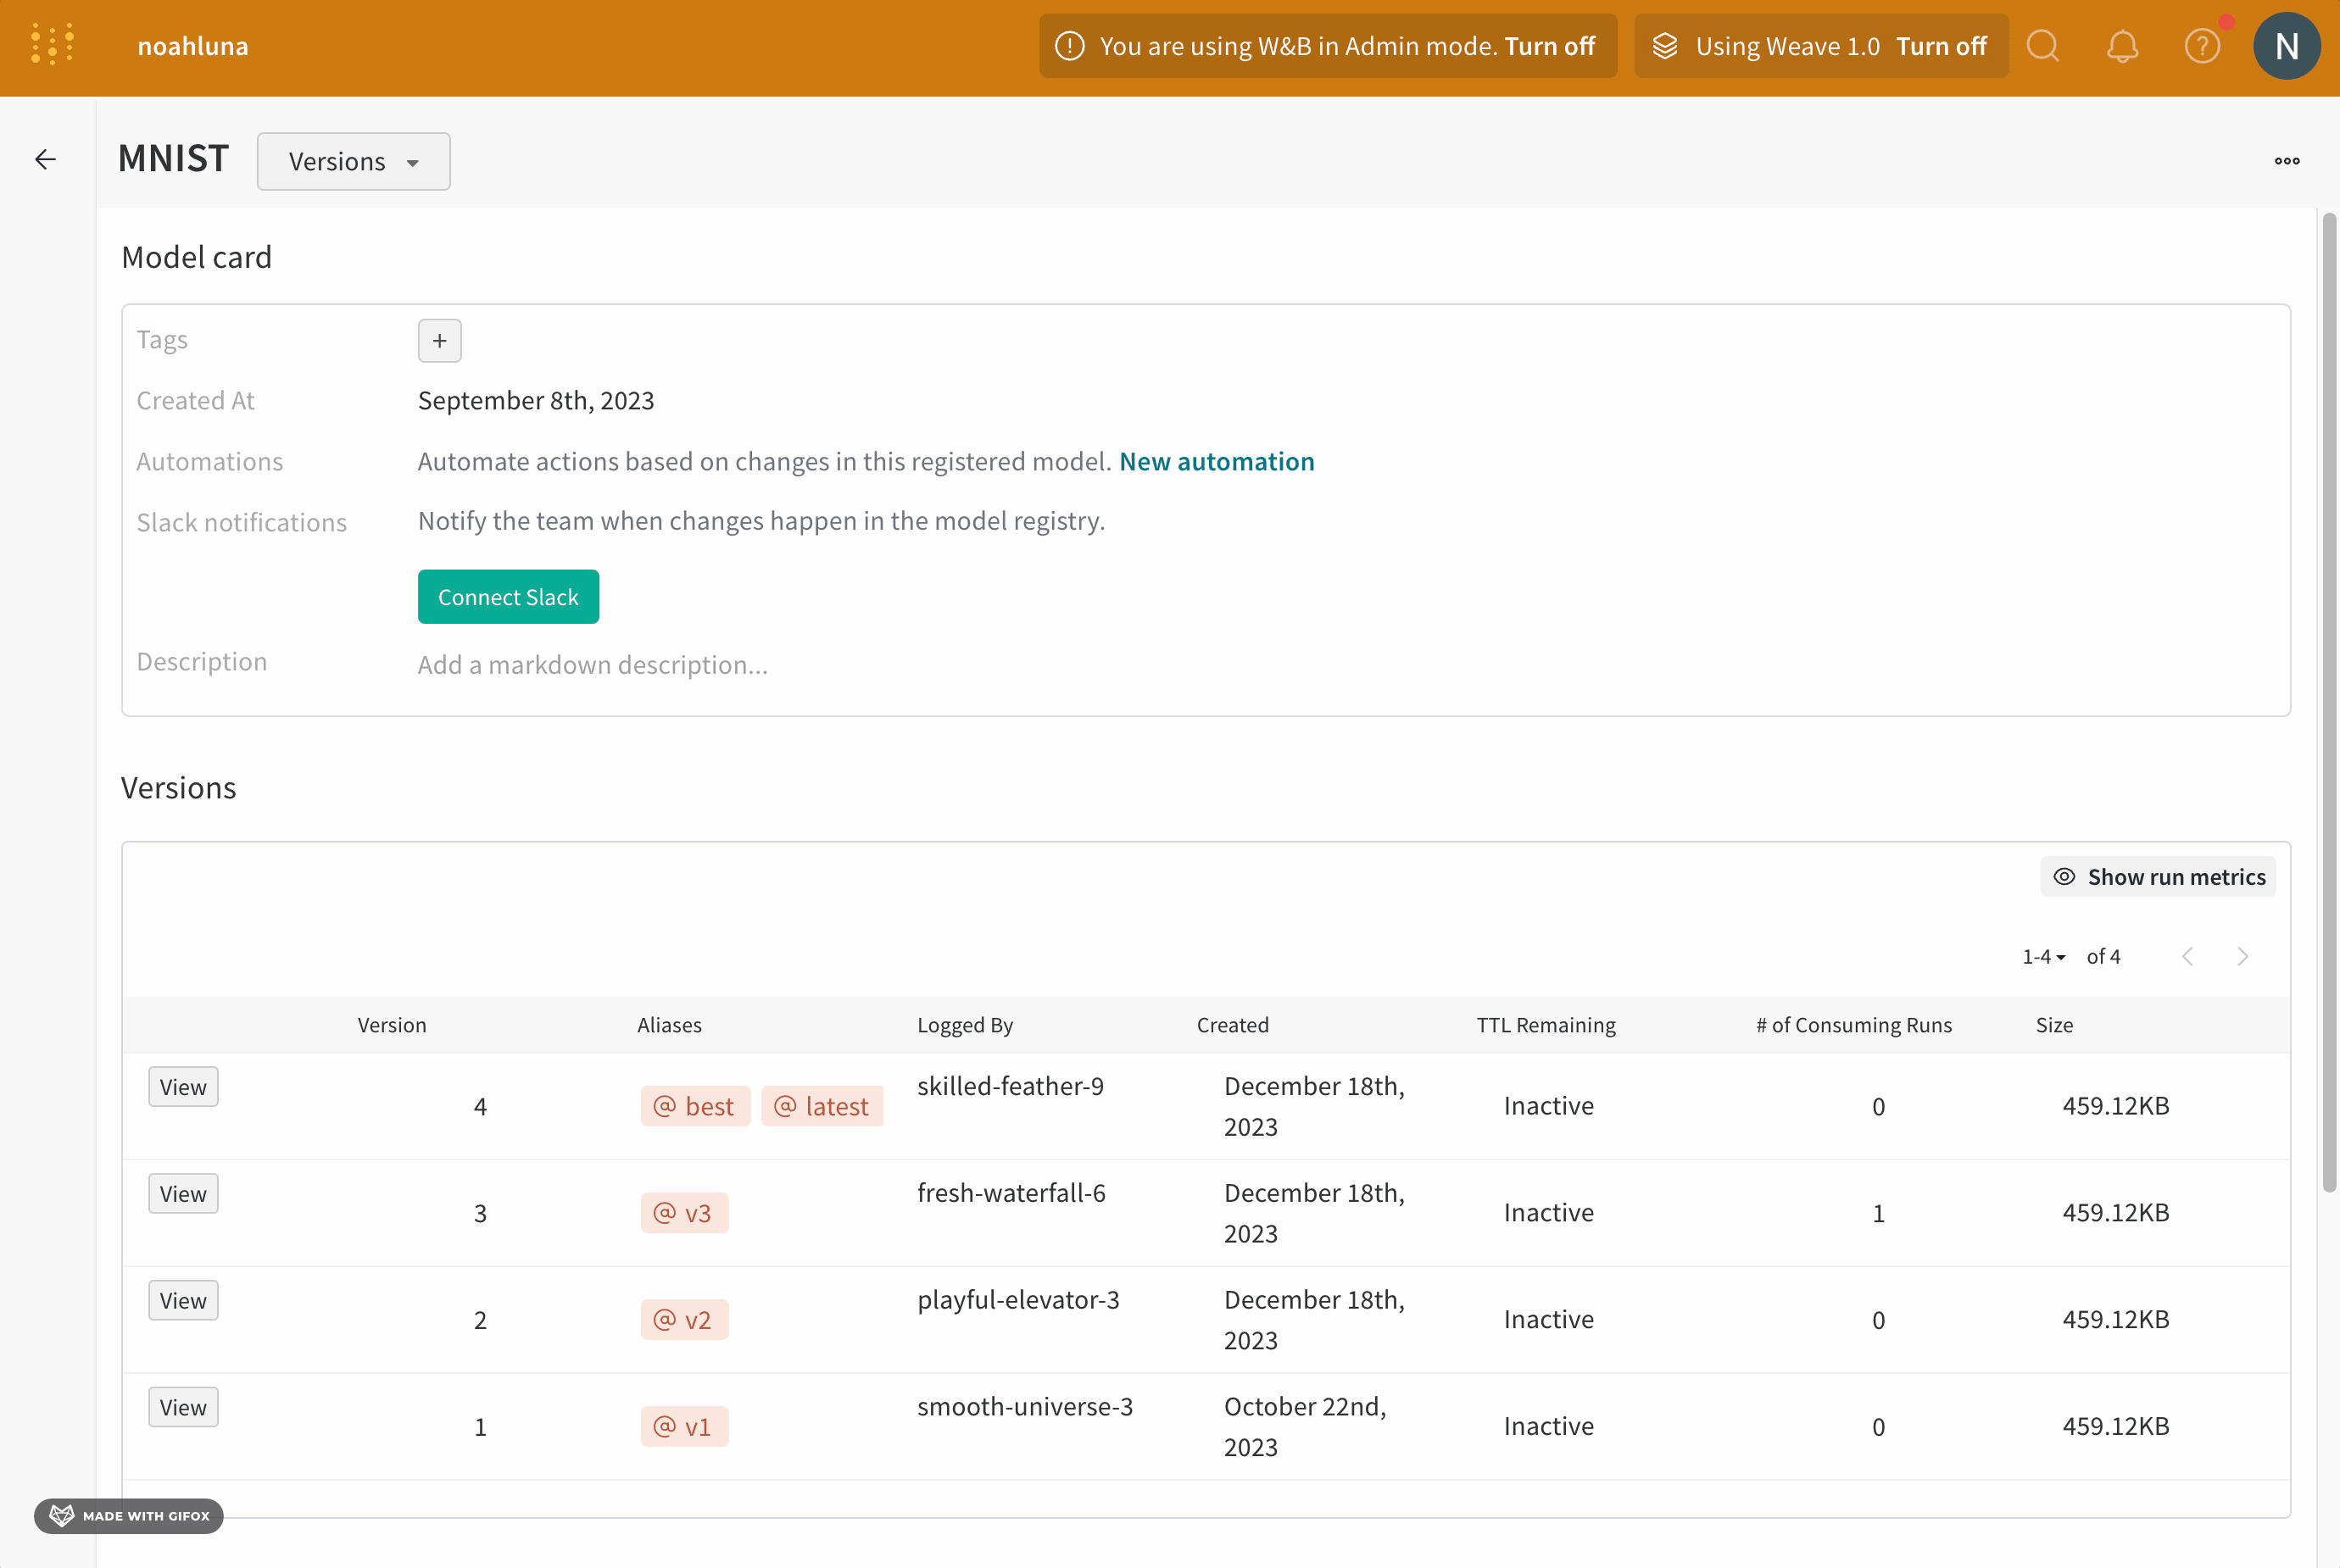 noahluna
You are using W&B in Admin mode. Turn off
Using Weave 1.0 Turn off
N
MNIST
Versions
Model card
Tags
+
Created At
September 8th, 2023
Automations
Automate actions based on changes in this registered model. New automation
Slack notifications
Notify the team when changes happen in the model registry.
Connect Slack
Description
Add a markdown description...
Versions
Show run metrics
1-4 of 4
Version Aliases Logged By Created TTL Remaining # of Consuming Runs Size
View 4 @ best @ latest skilled-feather-9 December 18th, Inactive 0 459.12KB
2023
View 3 @ v3 fresh-waterfall-6 December 18th, Inactive 1 459.12KB
2023
View 2 @ v2 playful-elevator-3 December 18th, Inactive 0 459.12KB
2023
View 1 @ v1 smooth-universe-3 October 22nd, Inactive 0 459.12KB
2023
MADE WITH GIFOX